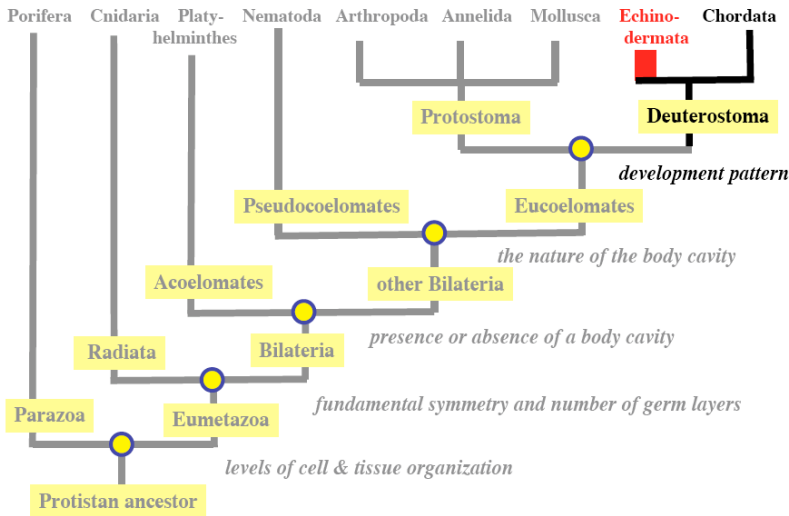 Porifera Cnidaria Platy- Nematoda Arthropoda Annelida Mollusca Echino- Chordata
helminthes dermata
Protostoma Deuterostoma
development pattern
Pseudocoelomates Eucoelomates
the nature of the body cavity
Acoelomates other Bilateria
presence or absence of a body cavity
Radiata Bilateria
fundamental symmetry and number of germ layers
Parazoa Eumetazoa
levels of cell & tissue organization
Protistan ancestor